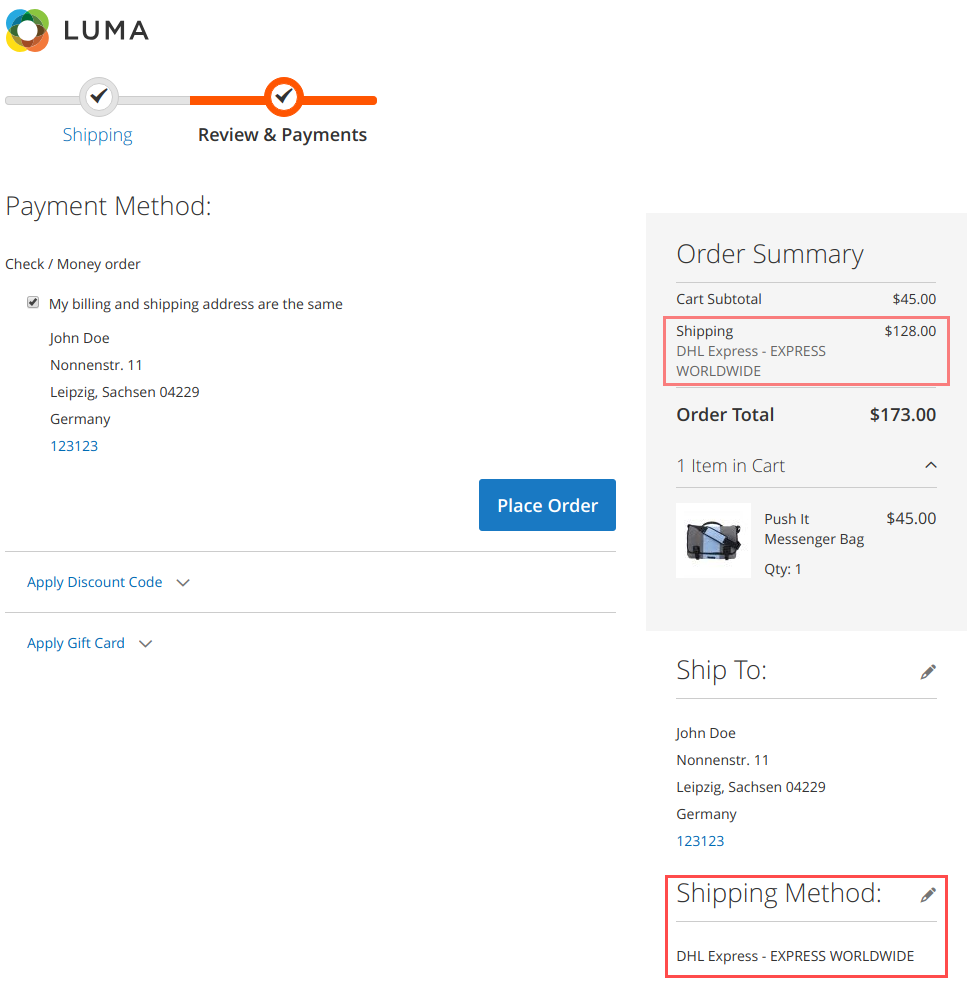 LUMA
Shipping
Review & Payments
Payment Method:
Check / Money order
My billing and shipping address are the same
John Doe
Nonnenstr. 11
Leipzig, Sachsen 04229
Germany
123123
Place Order
Apply Discount Code
Apply Gift Card
Order Summary
Cart Subtotal $45.00
Shipping $128.00
DHL Express - EXPRESS
WORLDWIDE
Order Total $173.00
1 Item in Cart
Push It $45.00
Messenger Bag
Qty: 1
Ship To:
John Doe
Nonnenstr. 11
Leipzig, Sachsen 04229
Germany
123123
Shipping Method:
DHL Express - EXPRESS WORLDWIDE